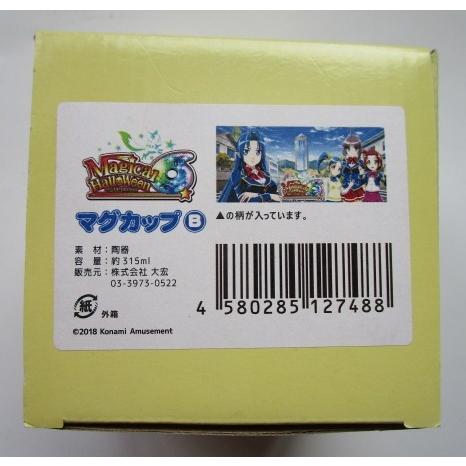 Magical
Halloween
6
マグカップ B
▲の柄が入っています。
素 材：陶器
容 量：約315ml
販売元：株式会社 大宏
03-3973-0522
紙 外箱
©2018 Konami Amusement
4 580285 127488